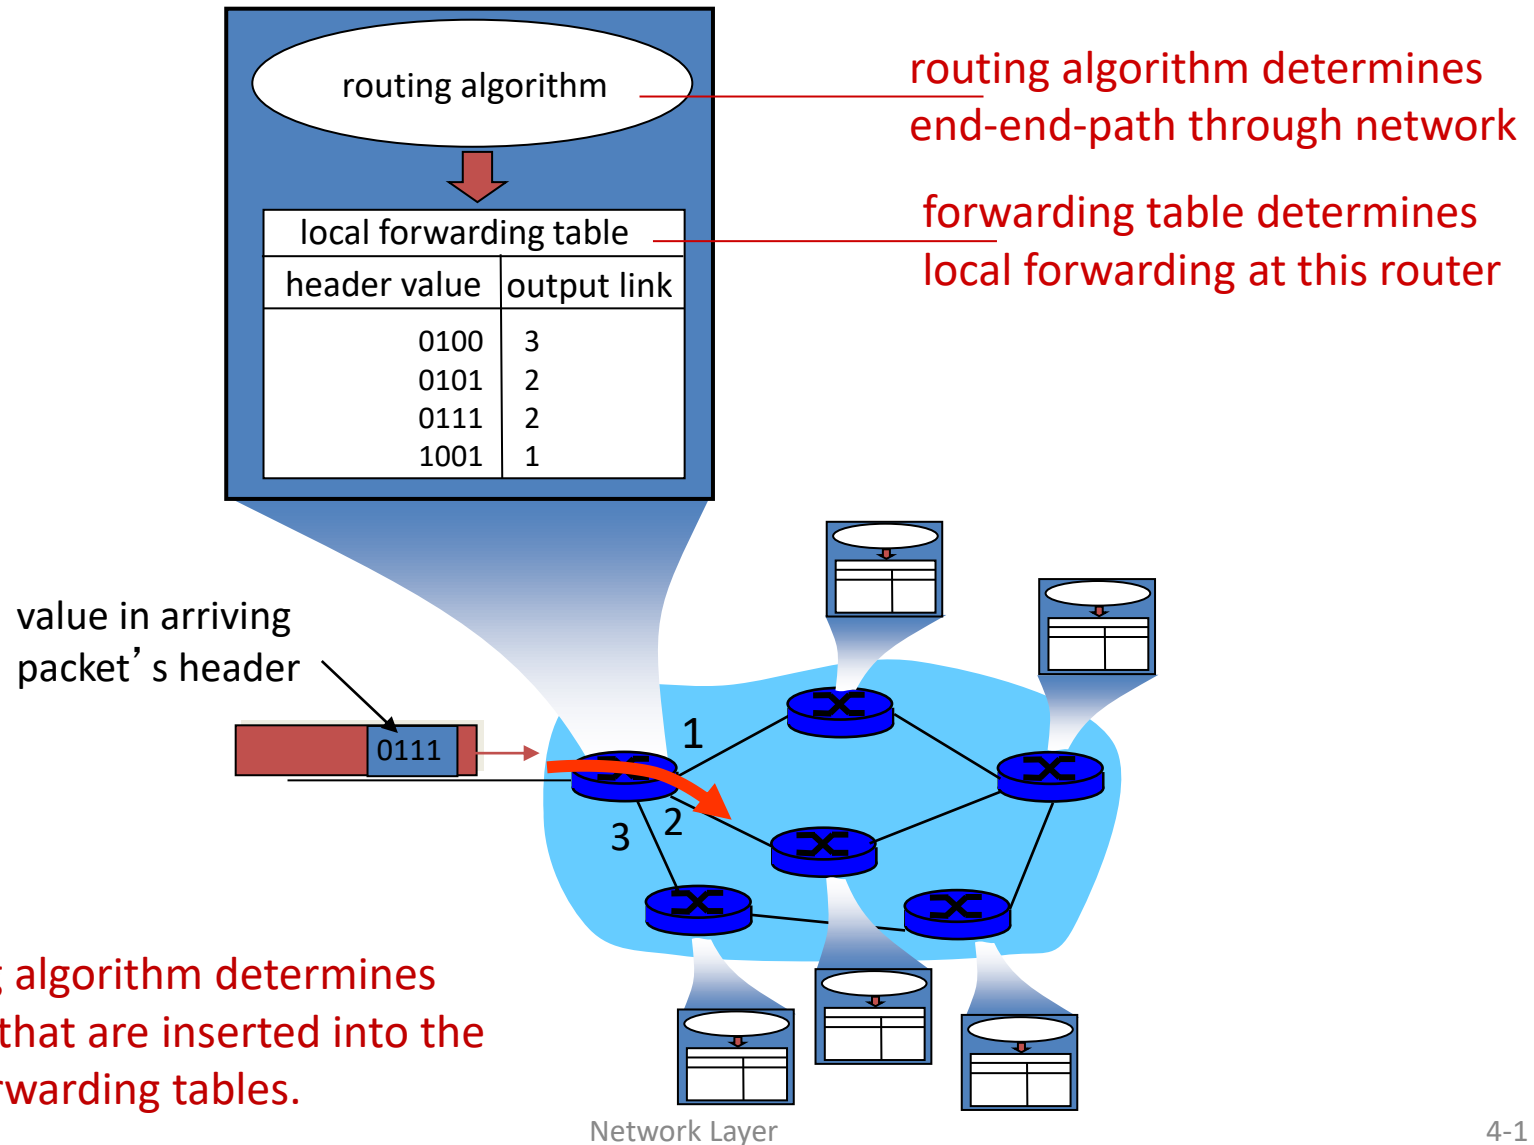 routing algorithm
routing algorithm determines
end-end-path through network
local forwarding table
forwarding table determines
local forwarding at this router
header value output link
0100 3
0101 2
0111 2
1001 1
value in arriving
packet’ s header
0111
1
2
3
algorithm determines
that are inserted into the
tables.
Network Layer
4-1